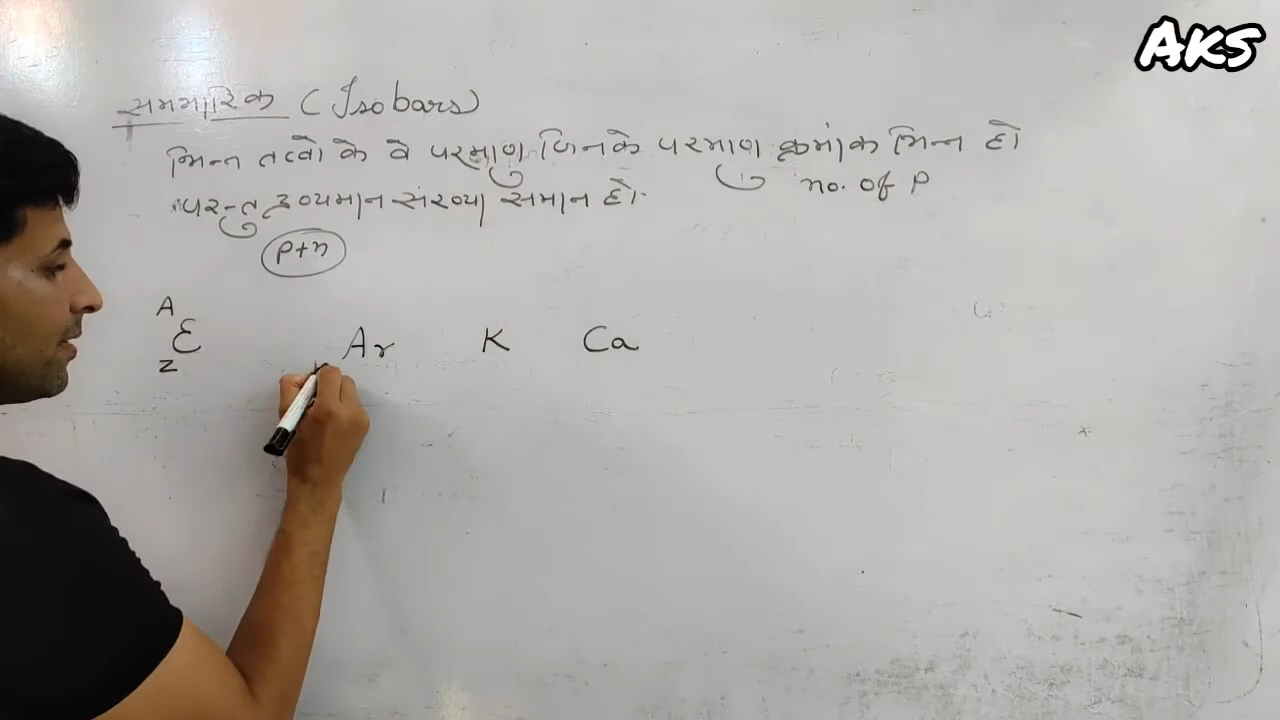 AKS
समभारिक (Isobars)
भिन्न तत्वों के वे परमाणु जिनके परमाणु क्रमांक भिन्न हो
no. of P
परन्तु द्रव्यमान संख्या समान हो।
P+n
A
E
Z
Ar K Ca